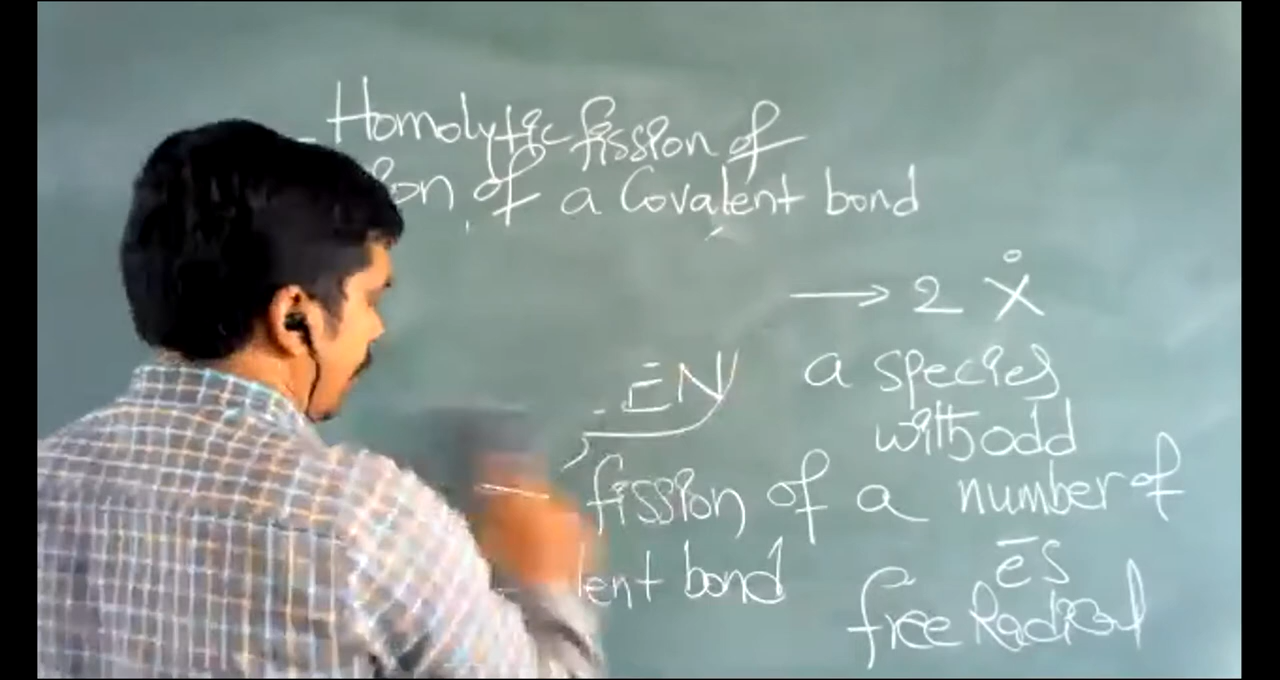 - Homolytic fission of
of a Covalent bond
⟶ 2 Ẋ
EN
a species
with odd
fission of a number of
bond ēs
free Radical